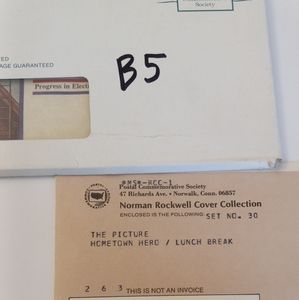 Society
TED
AGE GUARANTEED
B5
Progress in Elect
*MS*-RCC-1
Postal Commemorative Society
47 Richards Ave. • Norwalk, Conn. 06857
Norman Rockwell Cover Collection
ENCLOSED IS THE FOLLOWING: SET NO. 30
THE PICTURE
HOMETOWN HERO / LUNCH BREAK
2 6 3 THIS IS NOT AN INVOICE